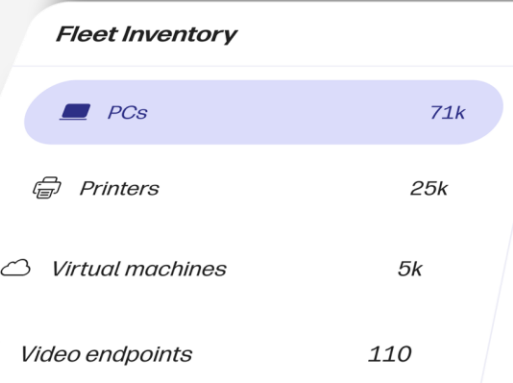 Fleet Inventory
PCs 71k
Printers 25k
Virtual machines 5k
Video endpoints 110